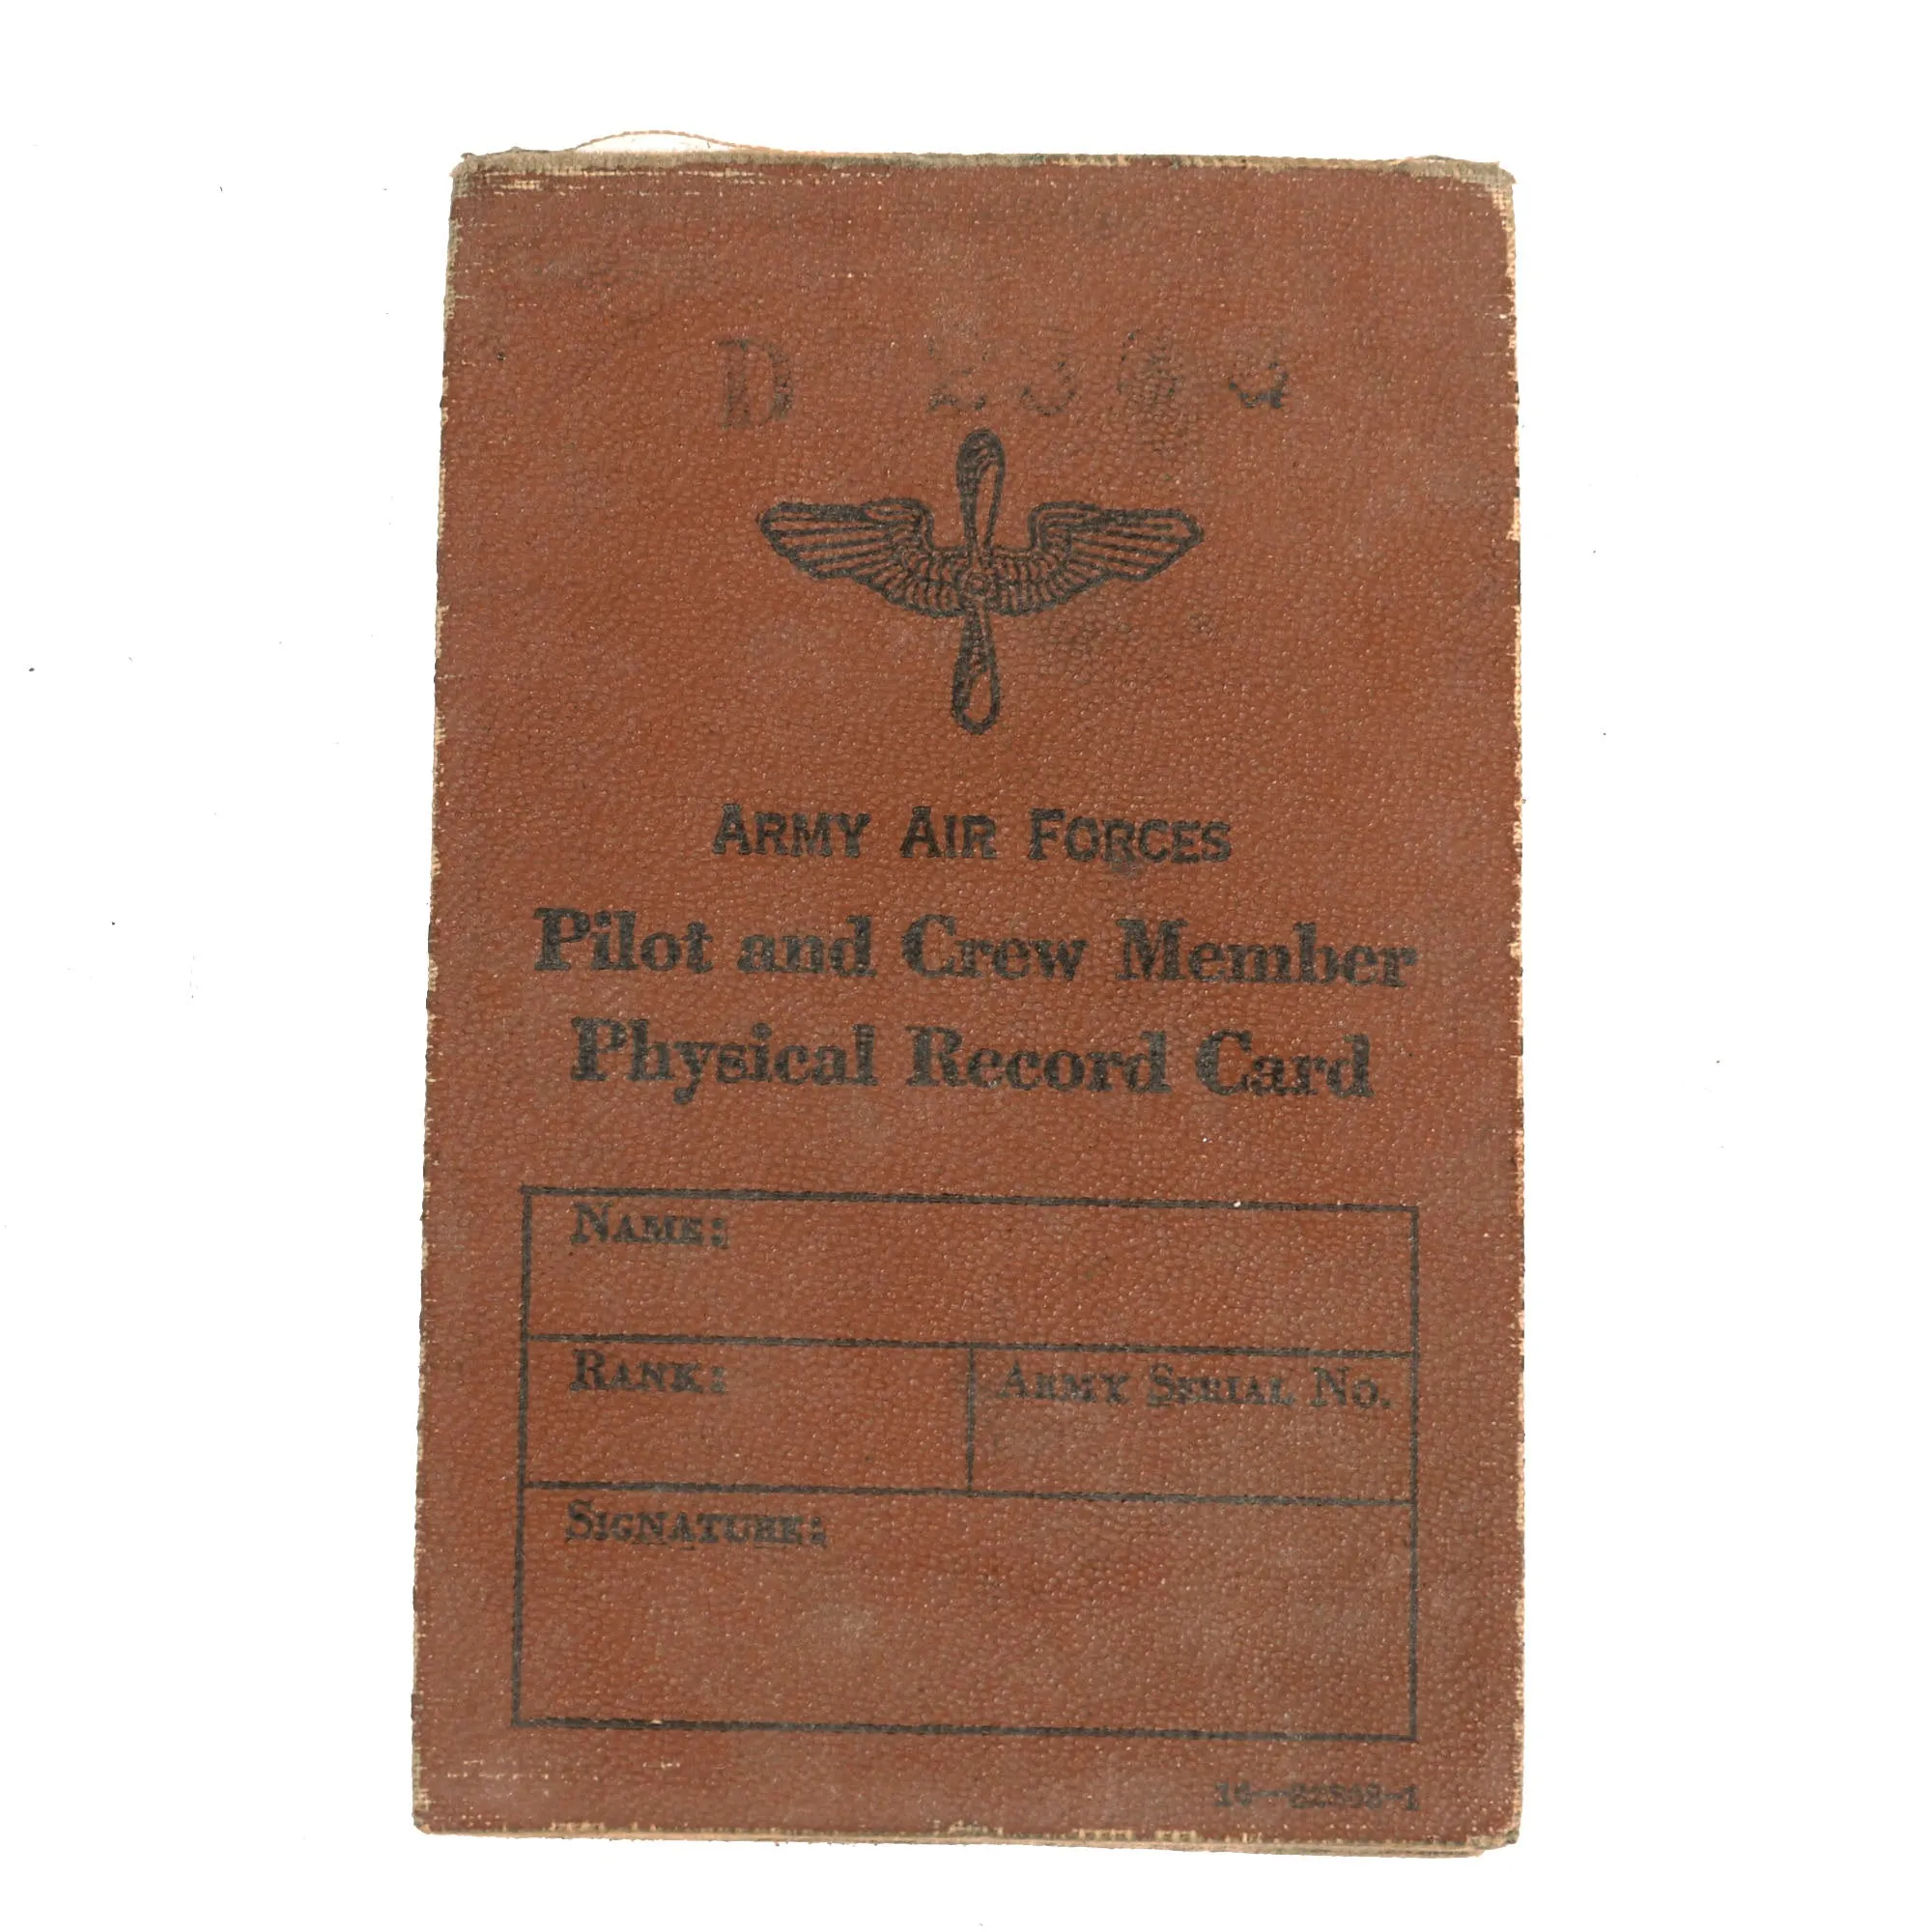 D
ARMY AIR FORCES
Pilot and Crew Member
Physical Record Card
NAME:
RANK: ARMY SERIAL NO.
SIGNATURE: